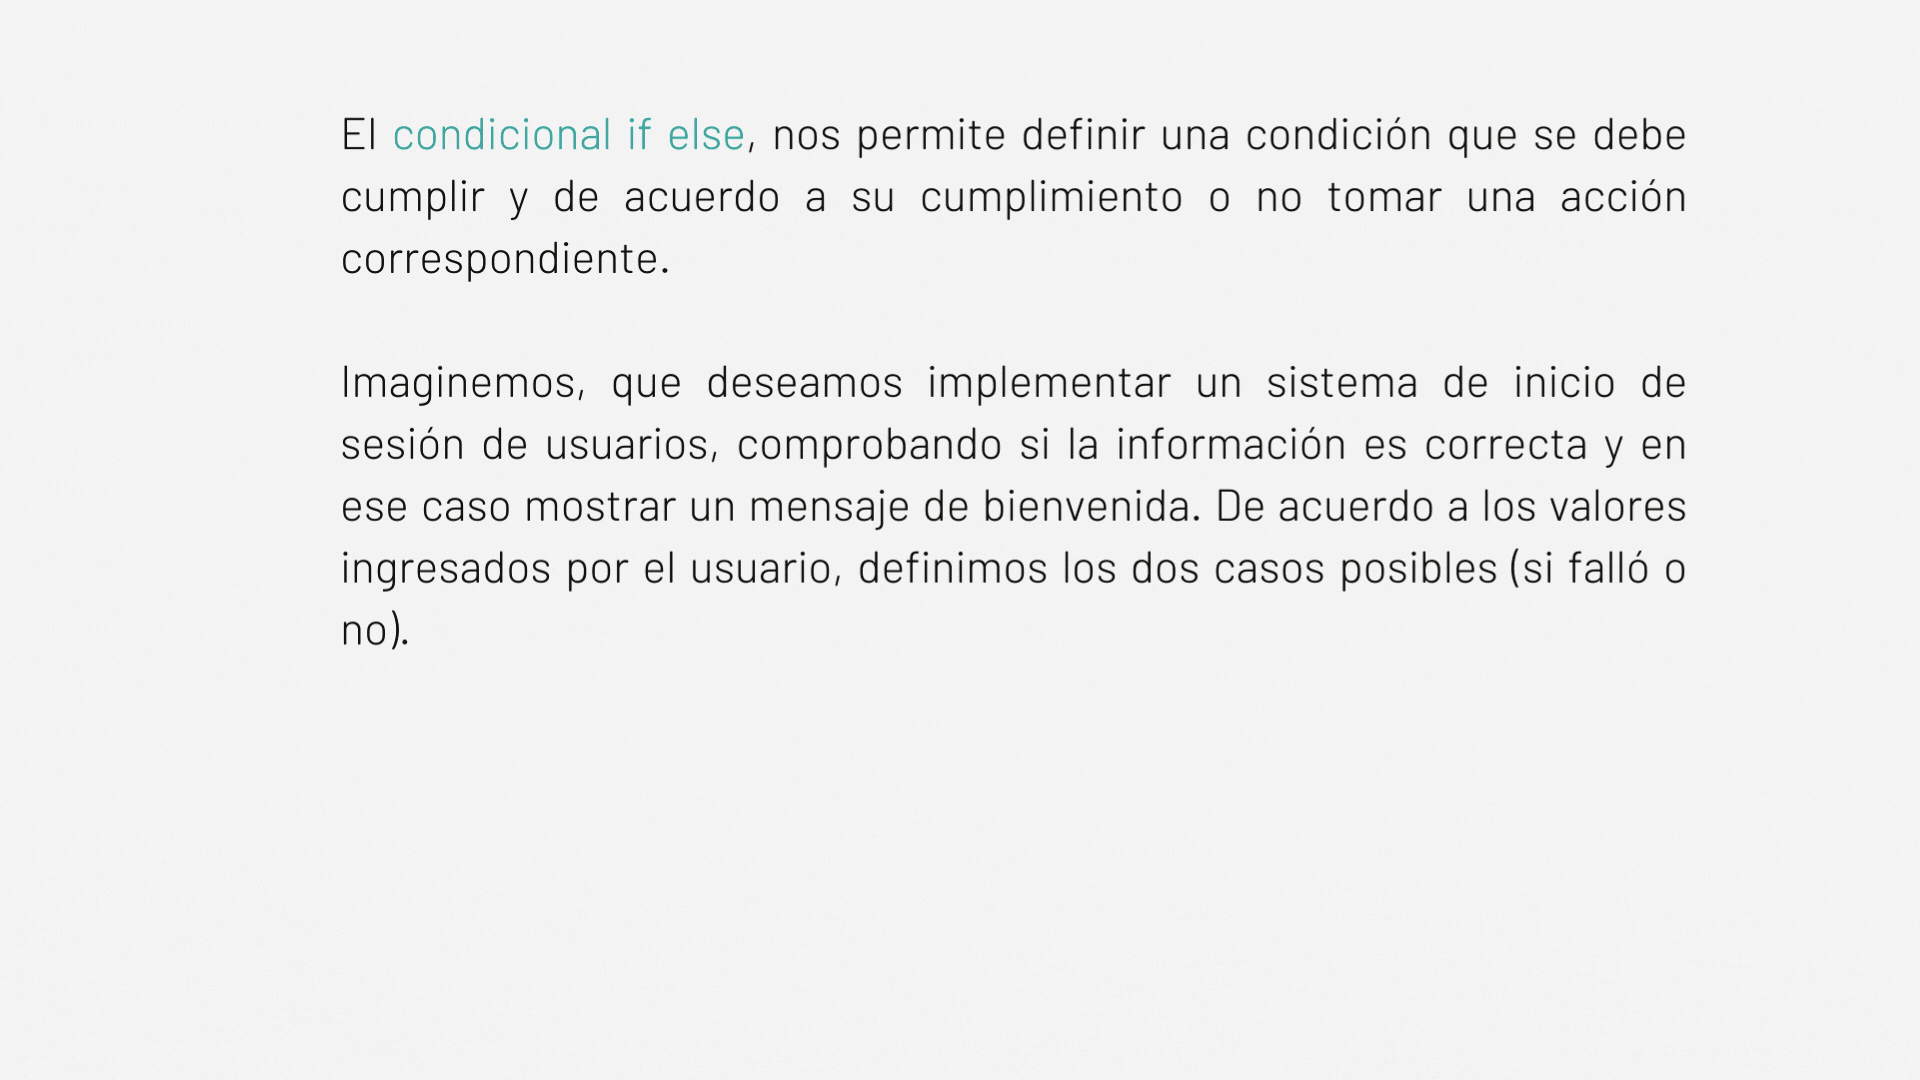 El condicional if else, nos permite definir una condición que se debe
cumplir y de acuerdo a su cumplimiento o no tomar una acción
correspondiente.
Imaginemos, que deseamos implementar un sistema de inicio de
sesión de usuarios, comprobando si la información es correcta y en
ese caso mostrar un mensaje de bienvenida. De acuerdo a los valores
ingresados por el usuario, definimos los dos casos posibles (si falló o
no).